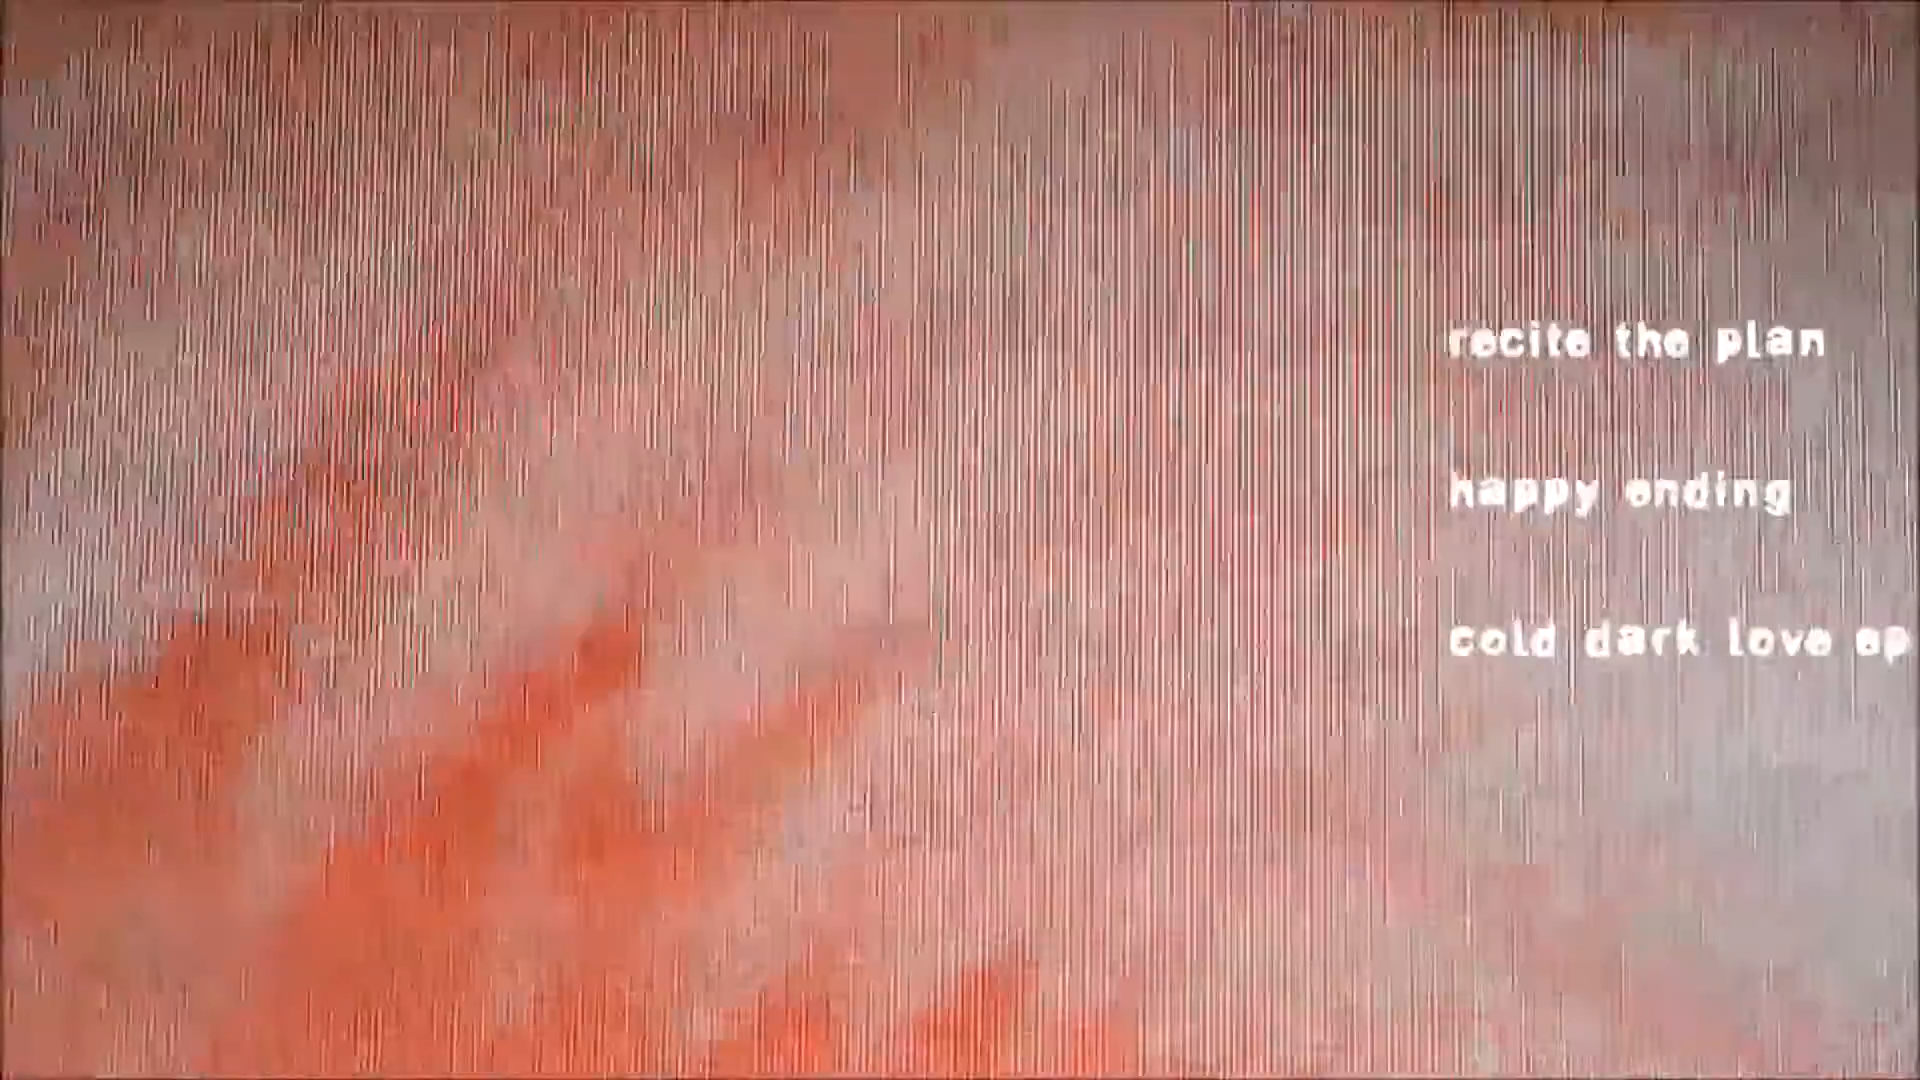 recite the plan
happy ending
cold dark love ep